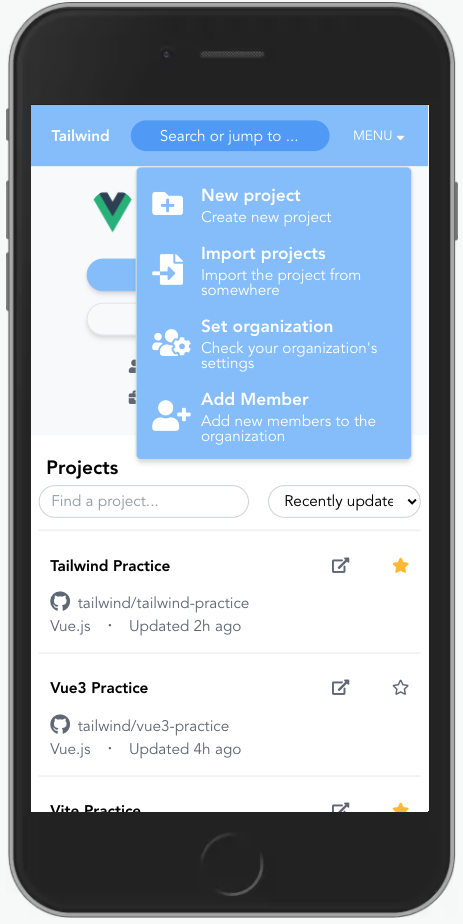 Tailwind
Search or jump to ...
MENU
New project
Create new project
Import projects
Import the project from
somewhere
Set organization
Check your organization's
settings
Add Member
Add new members to the
organization
Projects
Find a project...
Recently update
Tailwind Practice
tailwind/tailwind-practice
Vue.js · Updated 2h ago
Vue3 Practice
tailwind/vue3-practice
Vue.js · Updated 4h ago
Vite Practice